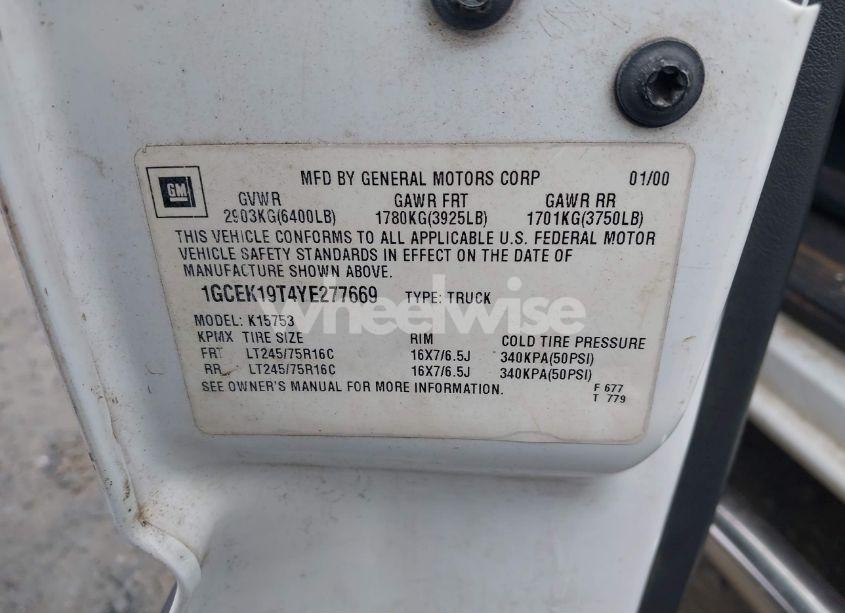 GM
MFD BY GENERAL MOTORS CORP 01/00
GVWR GAWR FRT GAWR RR
2903KG(6400LB) 1780KG(3925LB) 1701KG(3750LB)
THIS VEHICLE CONFORMS TO ALL APPLICABLE U.S. FEDERAL MOTOR
VEHICLE SAFETY STANDARDS IN EFFECT ON THE DATE OF
MANUFACTURE SHOWN ABOVE.
1GCEK19T4YE277669 TYPE: TRUCK
wheelwise
MODEL: K15753
KPMX TIRE SIZE RIM COLD TIRE PRESSURE
FRT LT245/75R16C 16X7/6.5J 340KPA(50PSI)
RR LT245/75R16C 16X7/6.5J 340KPA(50PSI)
SEE OWNER'S MANUAL FOR MORE INFORMATION. F 677
T 779